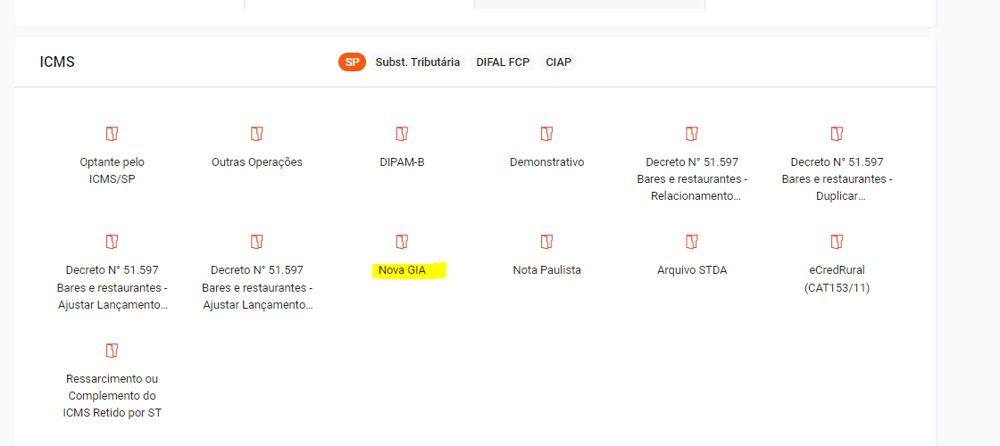 ICMS
SP
Subst. Tributária
DIFAL FCP
CIAP
Optante pelo
ICMS/SP
Outras Operações
DIPAM-B
Demonstrativo
Decreto N° 51.597
Bares e restaurantes -
Relacionamento...
Decreto N° 51.597
Bares e restaurantes -
Duplicar...
Decreto N° 51.597
Bares e restaurantes -
Ajustar Lançamento...
Decreto N° 51.597
Bares e restaurantes -
Ajustar Lançamento...
Nova GIA
Nota Paulista
Arquivo STDA
eCredRural
(CAT153/11)
Ressarcimento ou
Complemento do
ICMS Retido por ST